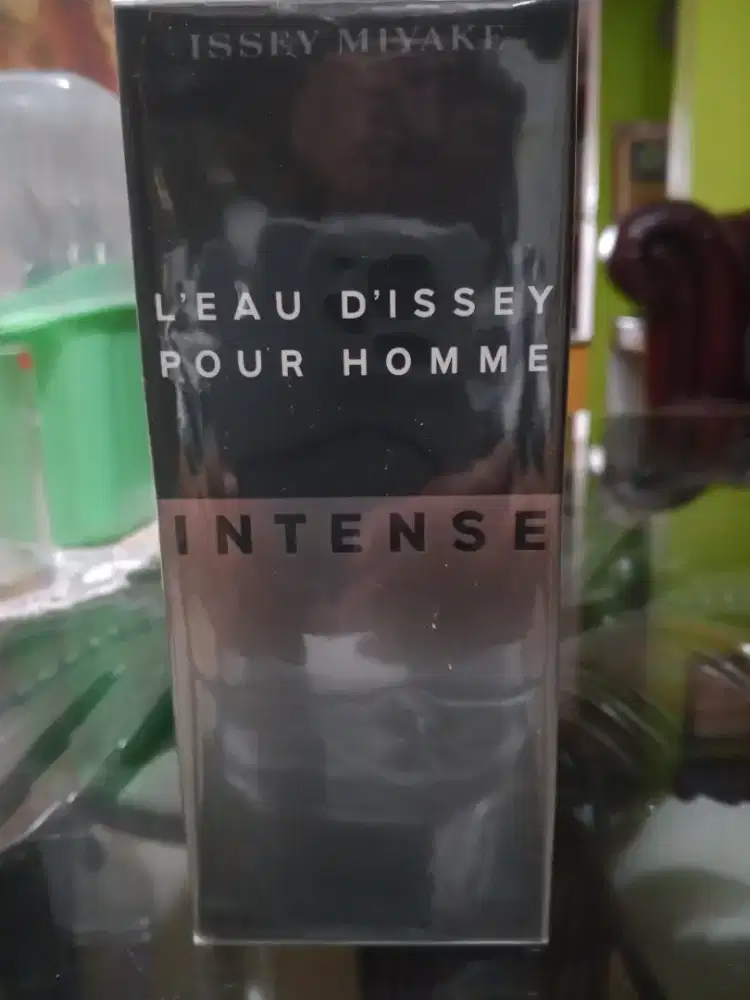 ISSEY MIYAKE
L'EAU D'ISSEY
POUR HOMME
INTENSE